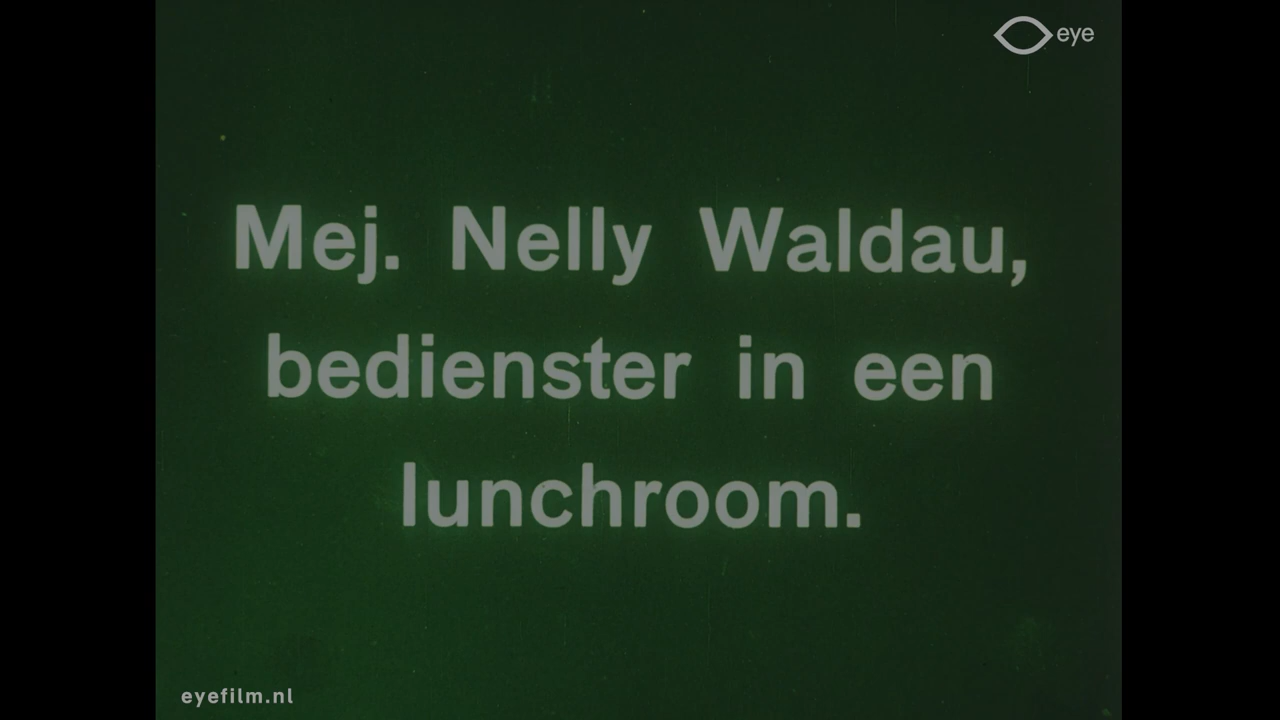 eye
Mej. Nelly Waldau,
bedienster in een
lunchroom.
eyefilm.nl